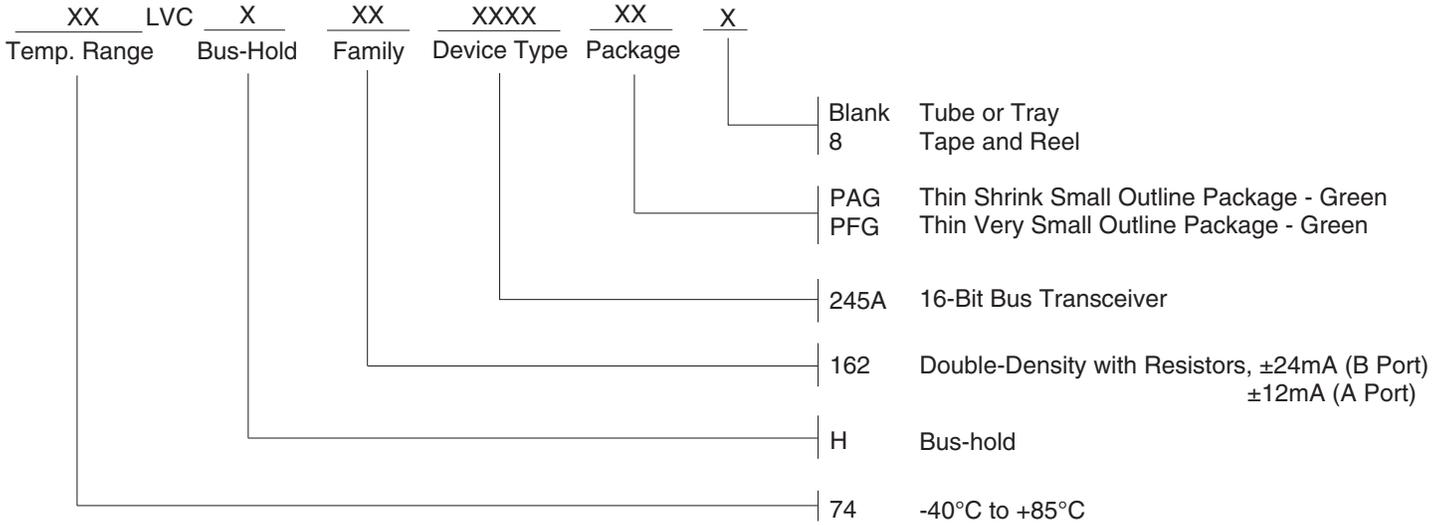 XX LVC X XX XXXX XX X
Temp. Range Bus-Hold Family Device Type Package
Blank Tube or Tray
8 Tape and Reel
PAG Thin Shrink Small Outline Package - Green
PFG Thin Very Small Outline Package - Green
245A 16-Bit Bus Transceiver
162 Double-Density with Resistors, ±24mA (B Port)
±12mA (A Port)
H Bus-hold
74 -40°C to +85°C